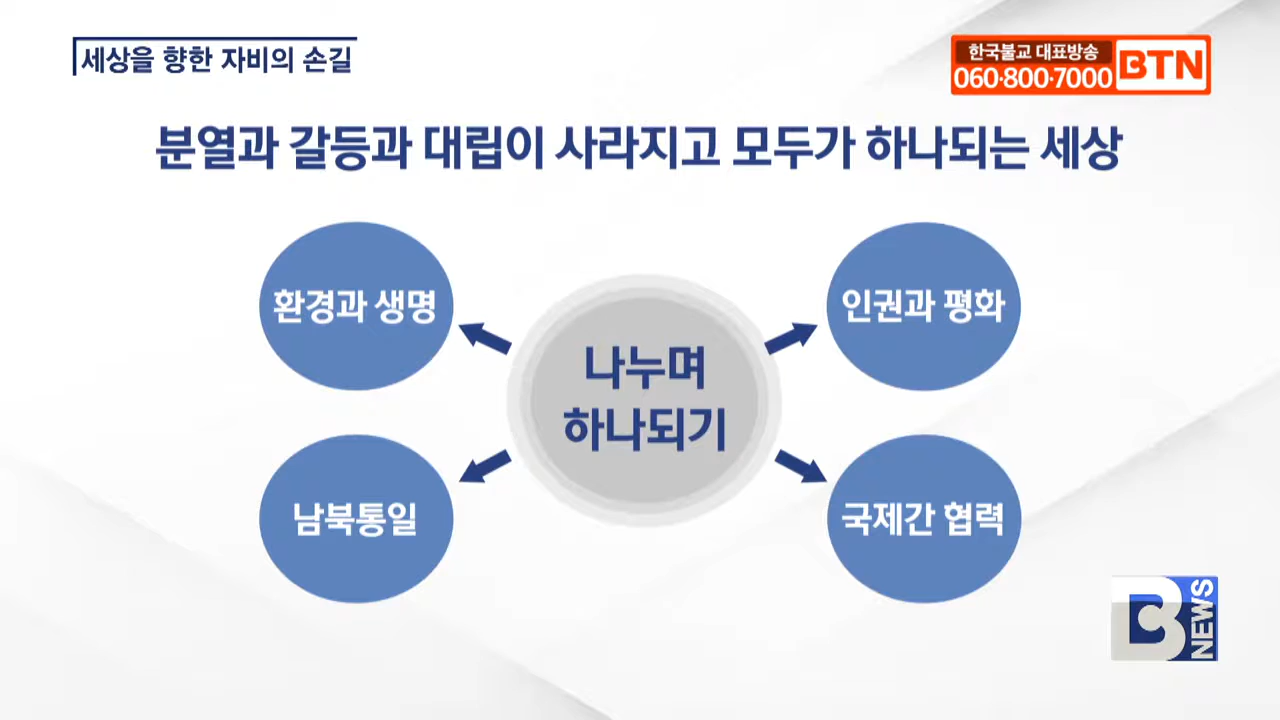 세상을 향한 자비의 손길
한국불교 대표방송
060·800·7000
BTN
분열과 갈등과 대립이 사라지고 모두가 하나되는 세상
환경과 생명
인권과 평화
나누며
하나되기
남북통일
국제간 협력
B NEWS